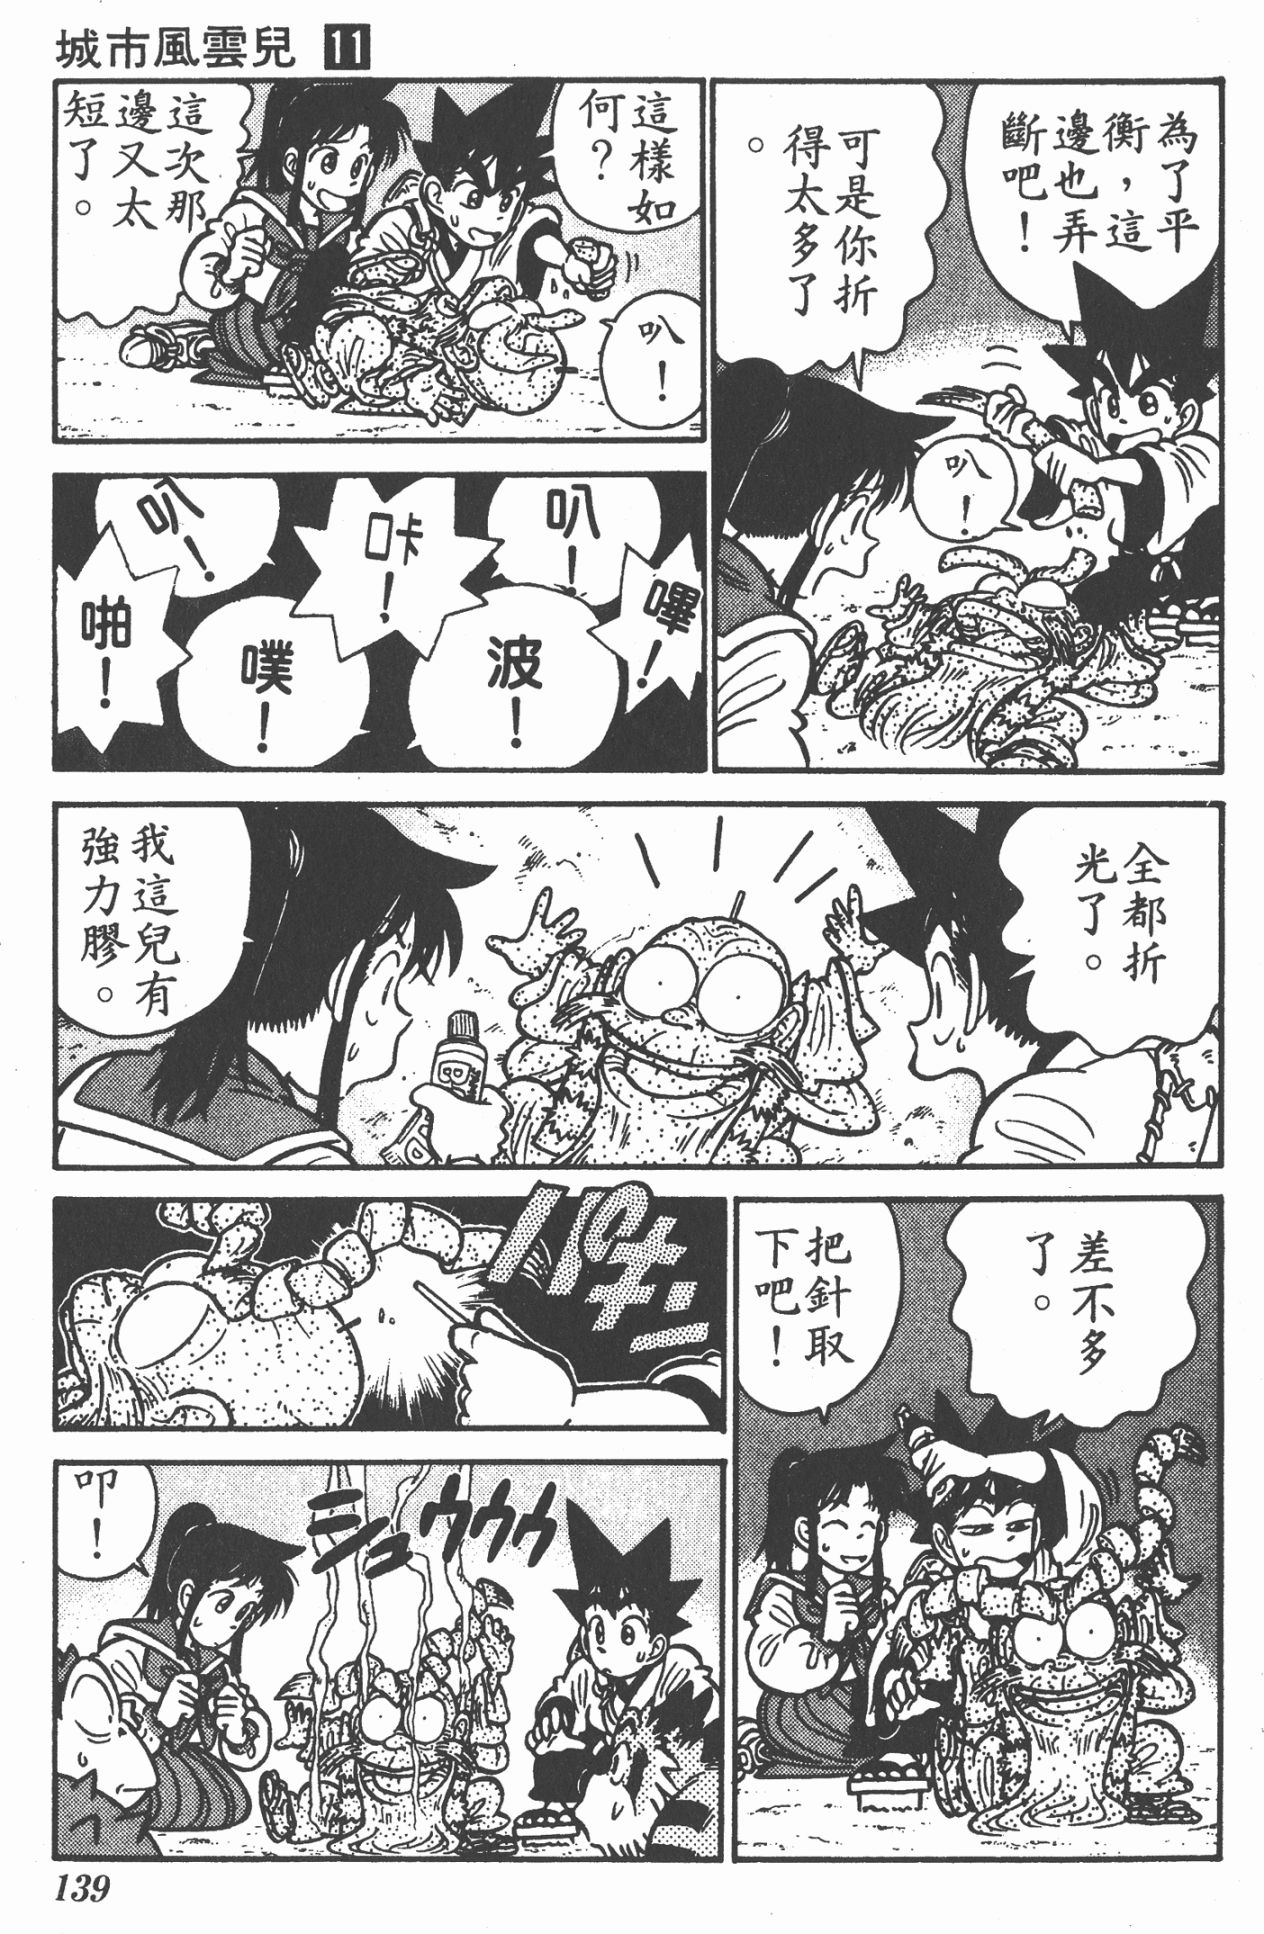 城市風雲兒 11
為了平
衡，這
邊也弄
斷吧！
可是你折
得太多了
。
叭！
這樣如
何？
叭！
這次那
邊又太
短了。
嗶！
叭！
波！
咔！
噗！
叭！
啪！
全都折
光了。
B
我這兒有
強力膠。
差不多
了。
把針取
下吧！
パキン
シュウウウ
叩！
139